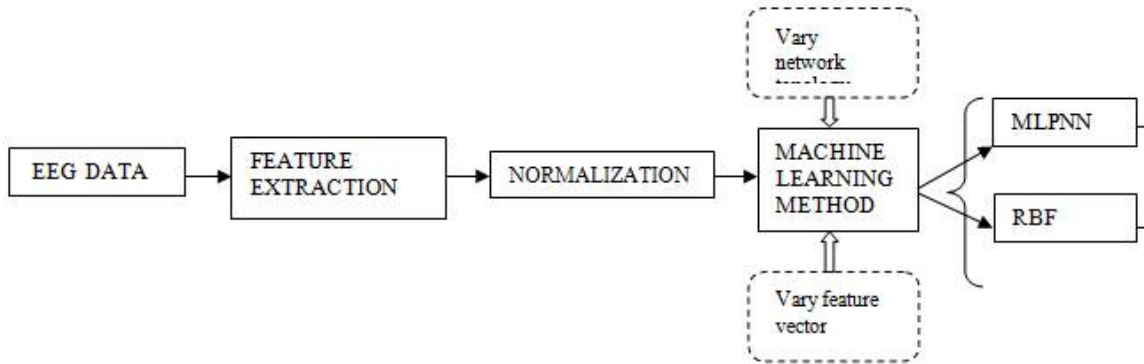 Vary
network
EEG DATA
FEATURE
EXTRACTION
NORMALIZATION
MACHINE
LEARNING
METHOD
MLPNN
RBF
Vary feature
vector